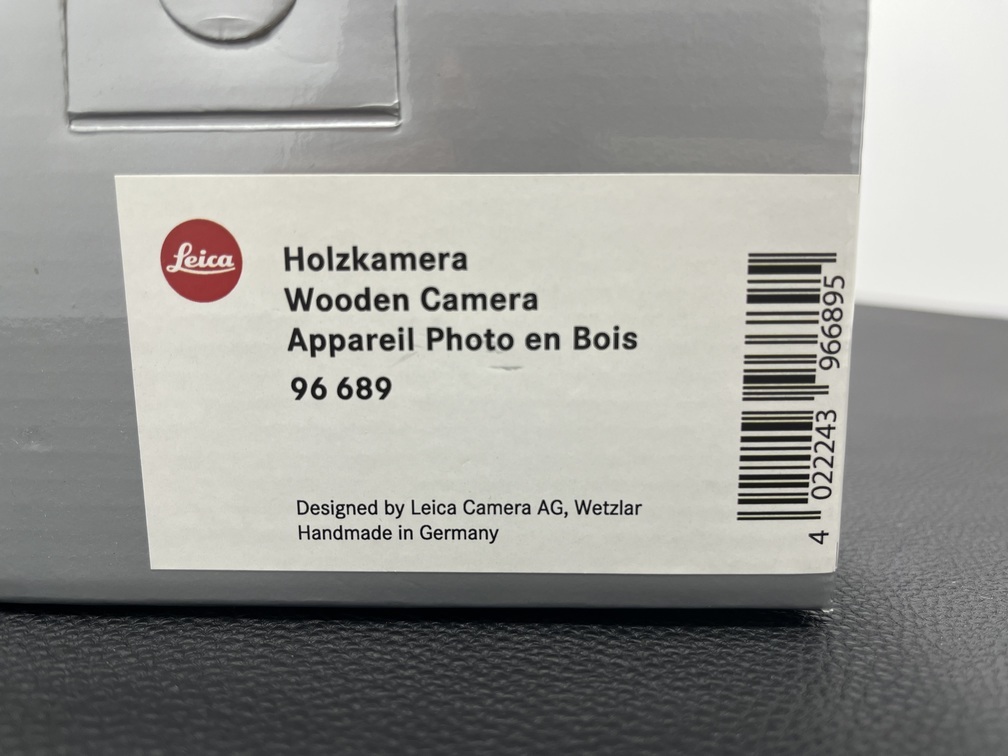 Leica
Holzkamera
Wooden Camera
Appareil Photo en Bois
96 689
Designed by Leica Camera AG, Wetzlar
Handmade in Germany
4 022243 966895